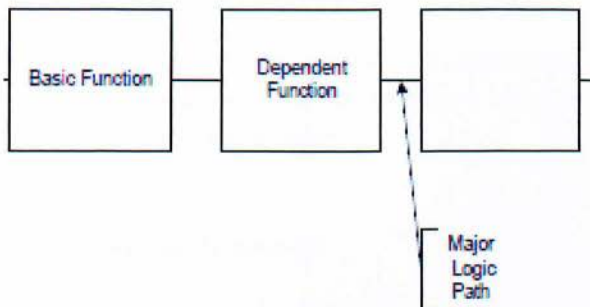 Basic Function
Dependent
Function
Major
Logic
Path